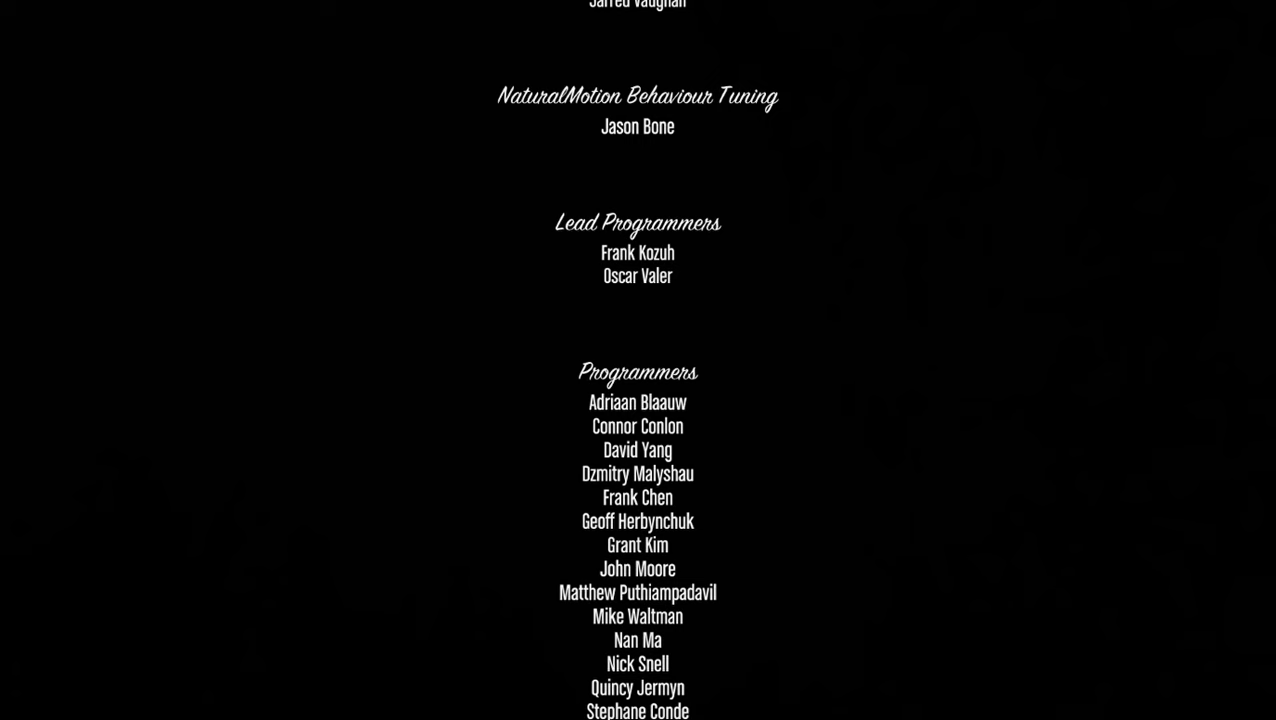 Jarred Vaughan
NaturalMotion Behaviour Tuning
Jason Bone
Lead Programmers
Frank Kozuh
Oscar Valer
Programmers
Adriaan Blaauw
Connor Conlon
David Yang
Dzmitry Malyshau
Frank Chen
Geoff Herbynchuk
Grant Kim
John Moore
Matthew Puthiampadavil
Mike Waltman
Nan Ma
Nick Snell
Quincy Jermyn
Stephane Conde